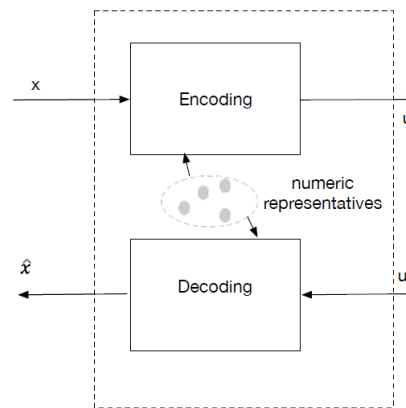 x
Encoding
u
numeric
representatives
x̂
Decoding
u